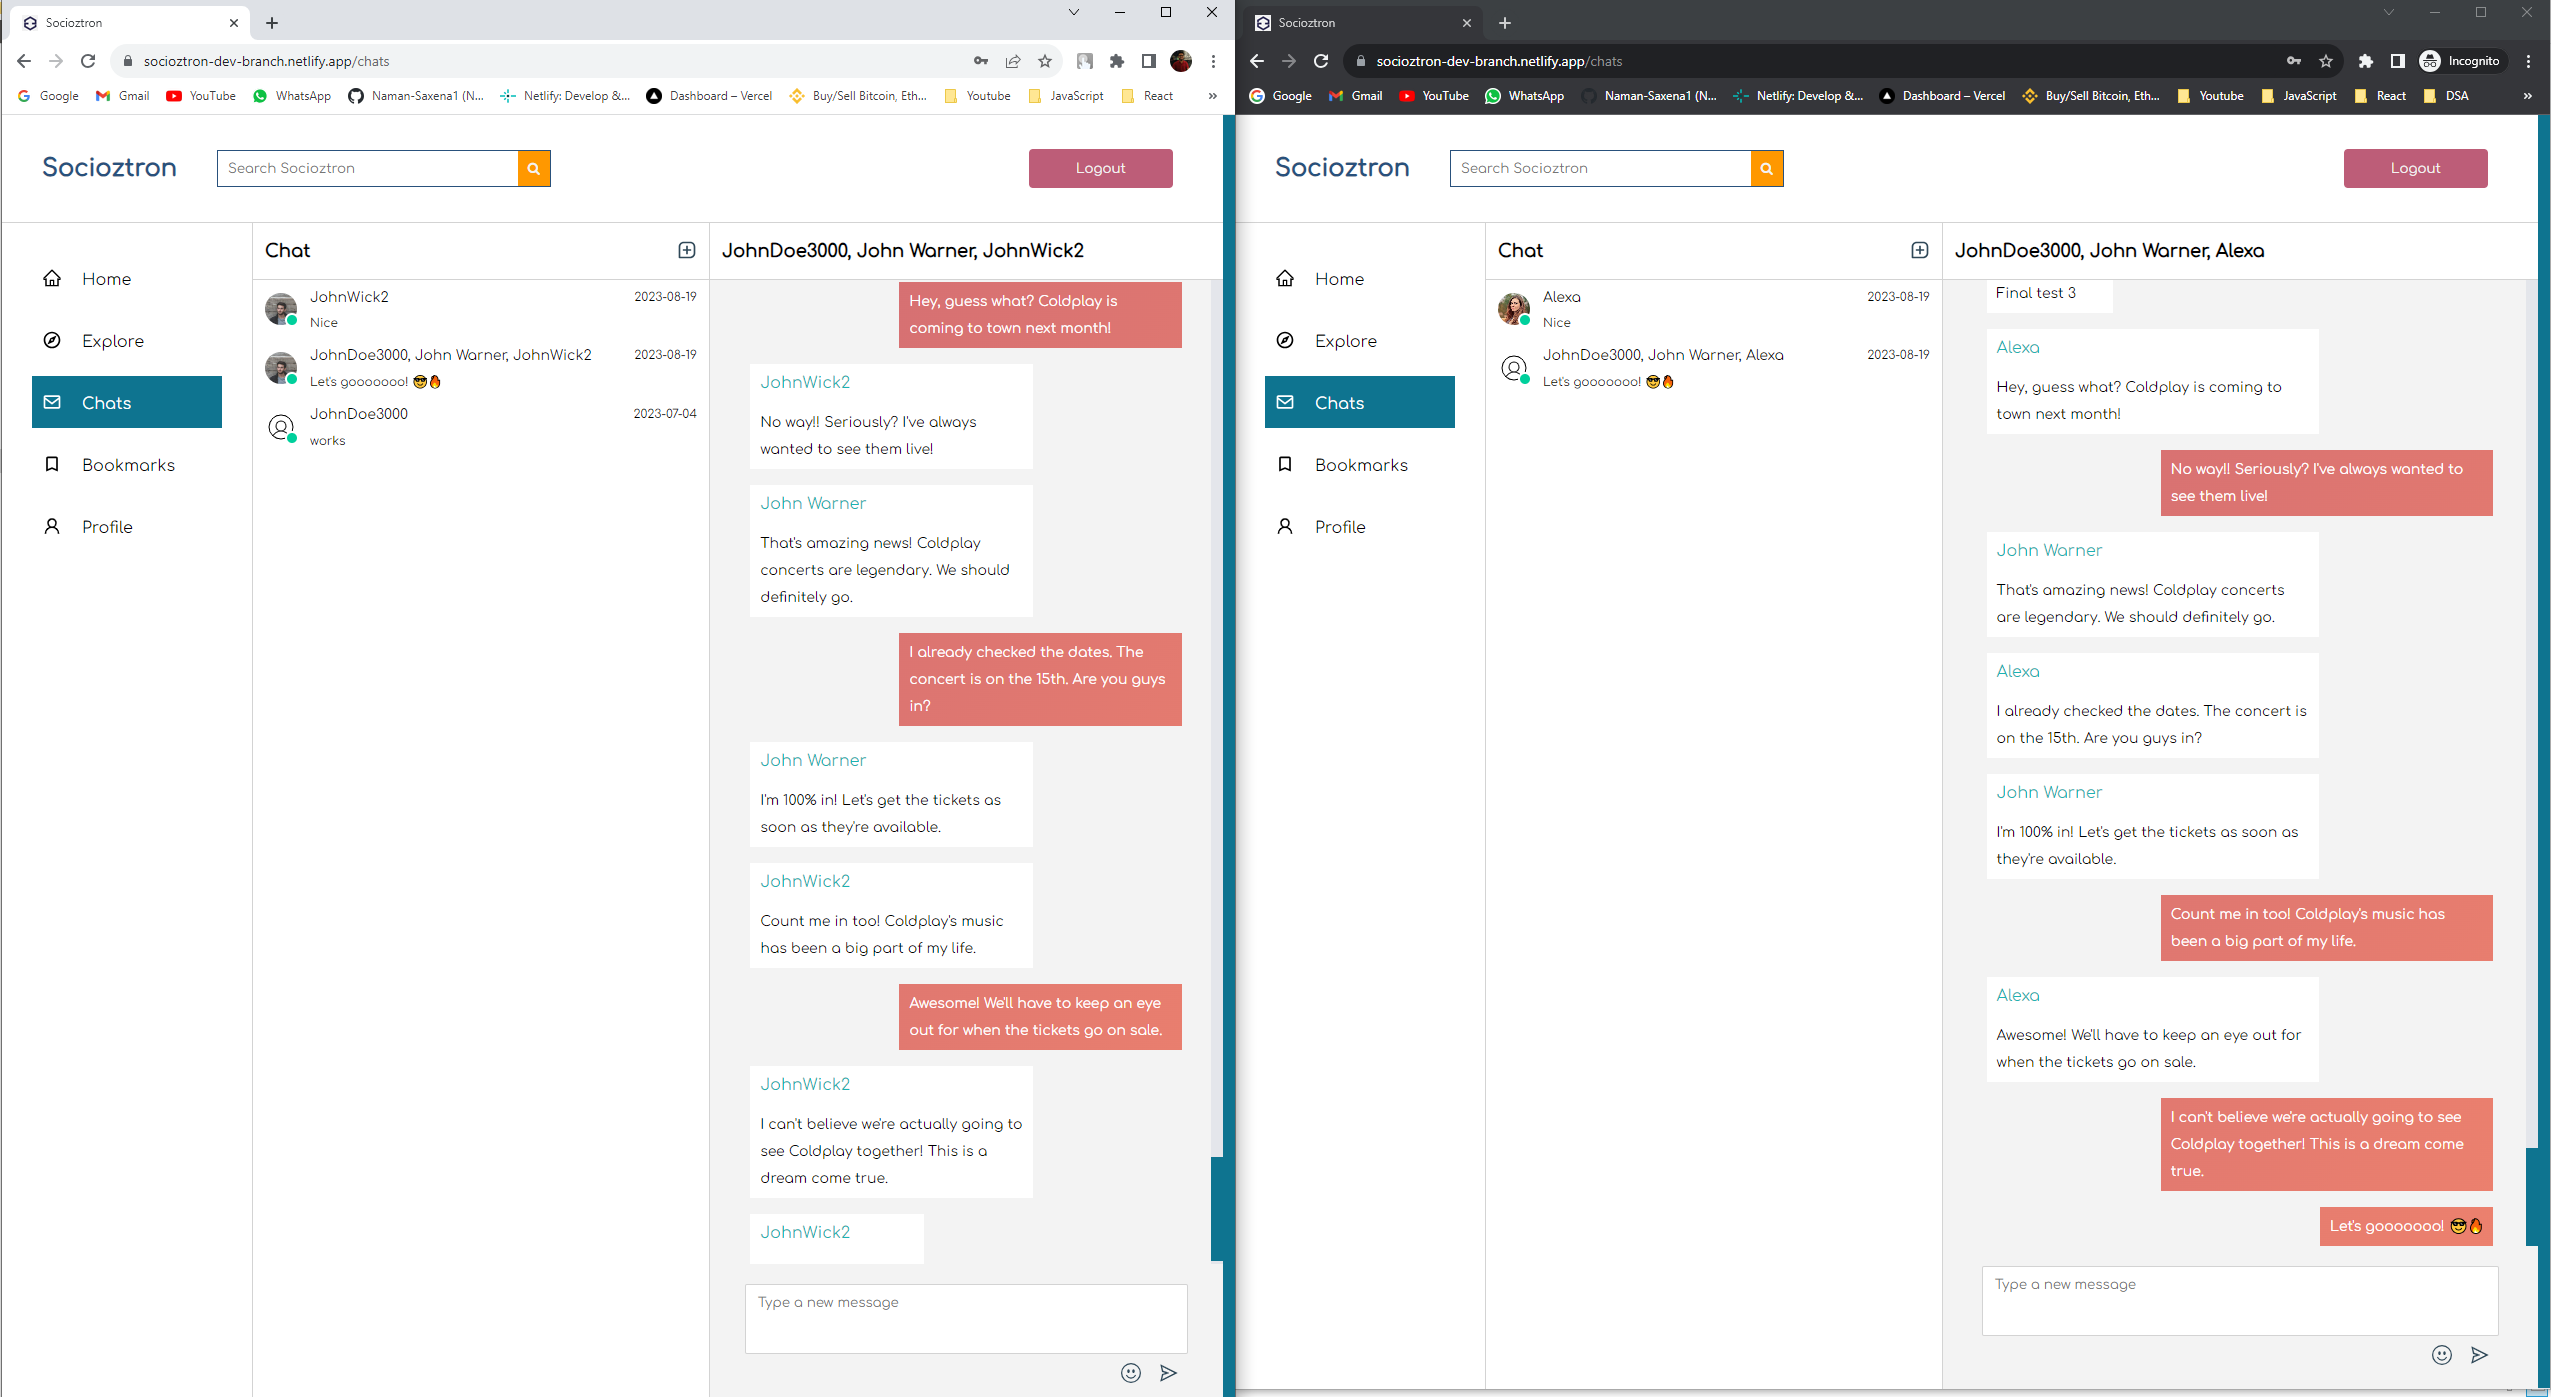 Socioztron
socioztron-dev-branch.netlify.app/chats
Google Gmail YouTube WhatsApp Naman-Saxena1 (N... Netlify: Develop &... Dashboard – Vercel Buy/Sell Bitcoin, Eth... Youtube JavaScript React »
Socioztron
Search Socioztron
Logout
Home
Explore
Chats
Bookmarks
Profile
Chat
JohnWick2 2023-08-19
Nice
JohnDoe3000, John Warner, JohnWick2 2023-08-19
Let's gooooooo! 😎🔥
JohnDoe3000 2023-07-04
works
JohnDoe3000, John Warner, JohnWick2
Hey, guess what? Coldplay is
coming to town next month!
JohnWick2
No way!! Seriously? I've always
wanted to see them live!
John Warner
That's amazing news! Coldplay
concerts are legendary. We should
definitely go.
I already checked the dates. The
concert is on the 15th. Are you guys
in?
John Warner
I'm 100% in! Let's get the tickets as
soon as they're available.
JohnWick2
Count me in too! Coldplay's music
has been a big part of my life.
Awesome! We'll have to keep an eye
out for when the tickets go on sale.
JohnWick2
I can't believe we're actually going to
see Coldplay together! This is a
dream come true.
JohnWick2
Type a new message
Socioztron
socioztron-dev-branch.netlify.app/chats
Incognito
Google Gmail YouTube WhatsApp Naman-Saxena1 (N... Netlify: Develop &... Dashboard – Vercel Buy/Sell Bitcoin, Eth... Youtube JavaScript React DSA »
Socioztron
Search Socioztron
Logout
Home
Explore
Chats
Bookmarks
Profile
Chat
Alexa 2023-08-19
Nice
JohnDoe3000, John Warner, Alexa 2023-08-19
Let's gooooooo! 😎🔥
JohnDoe3000, John Warner, Alexa
Final test 3
Alexa
Hey, guess what? Coldplay is coming to
town next month!
No way!! Seriously? I've always wanted to
see them live!
John Warner
That's amazing news! Coldplay concerts
are legendary. We should definitely go.
Alexa
I already checked the dates. The concert is
on the 15th. Are you guys in?
John Warner
I'm 100% in! Let's get the tickets as soon as
they're available.
Count me in too! Coldplay's music has
been a big part of my life.
Alexa
Awesome! We'll have to keep an eye out for
when the tickets go on sale.
I can't believe we're actually going to see
Coldplay together! This is a dream come
true.
Let's gooooooo! 😎🔥
Type a new message